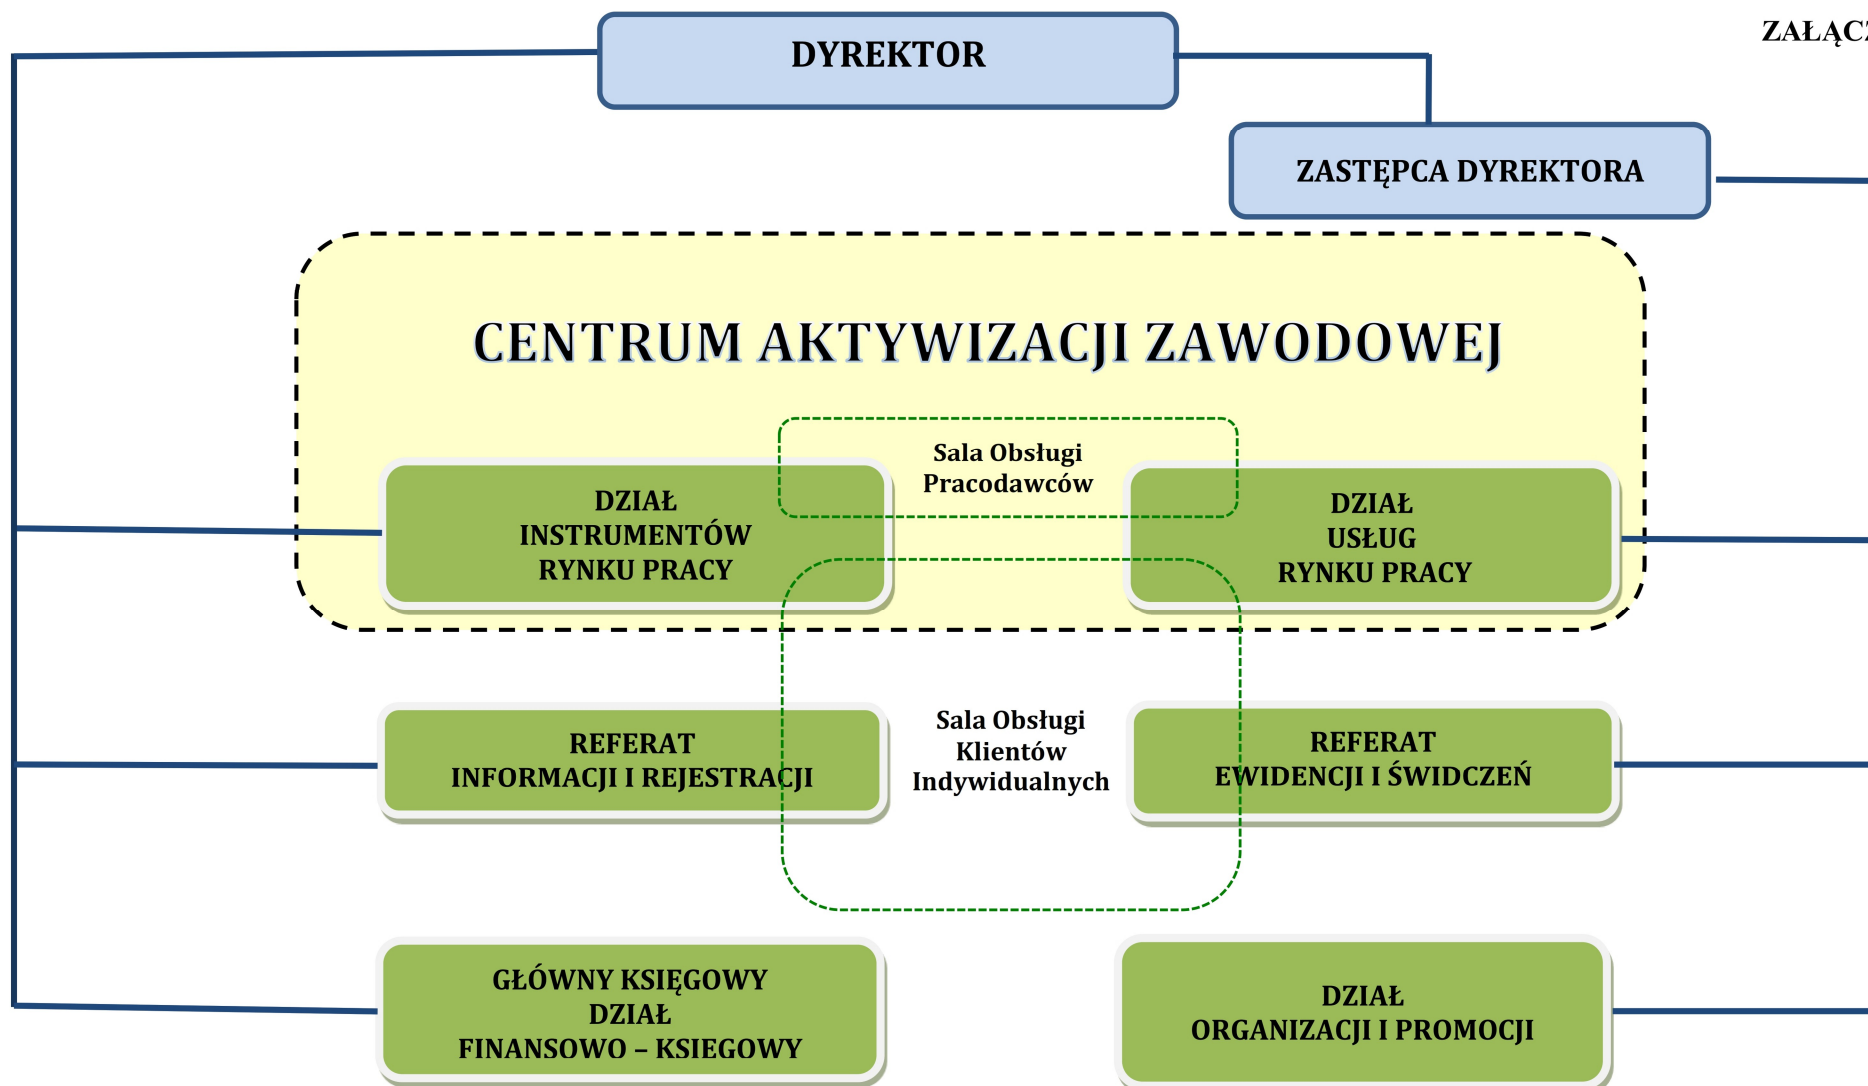 ZAŁĄCZ
DYREKTOR
ZASTĘPCA DYREKTORA
CENTRUM AKTYWIZACJI ZAWODOWEJ
Sala Obsługi
Pracodawców
DZIAŁ
INSTRUMENTÓW
RYNKU PRACY
DZIAŁ
USŁUG
RYNKU PRACY
REFERAT
INFORMACJI I REJESTRACJI
Sala Obsługi
Klientów
Indywidualnych
REFERAT
EWIDENCJI I ŚWIDCZEŃ
GŁÓWNY KSIĘGOWY
DZIAŁ
FINANSOWO – KSIEGOWY
DZIAŁ
ORGANIZACJI I PROMOCJI